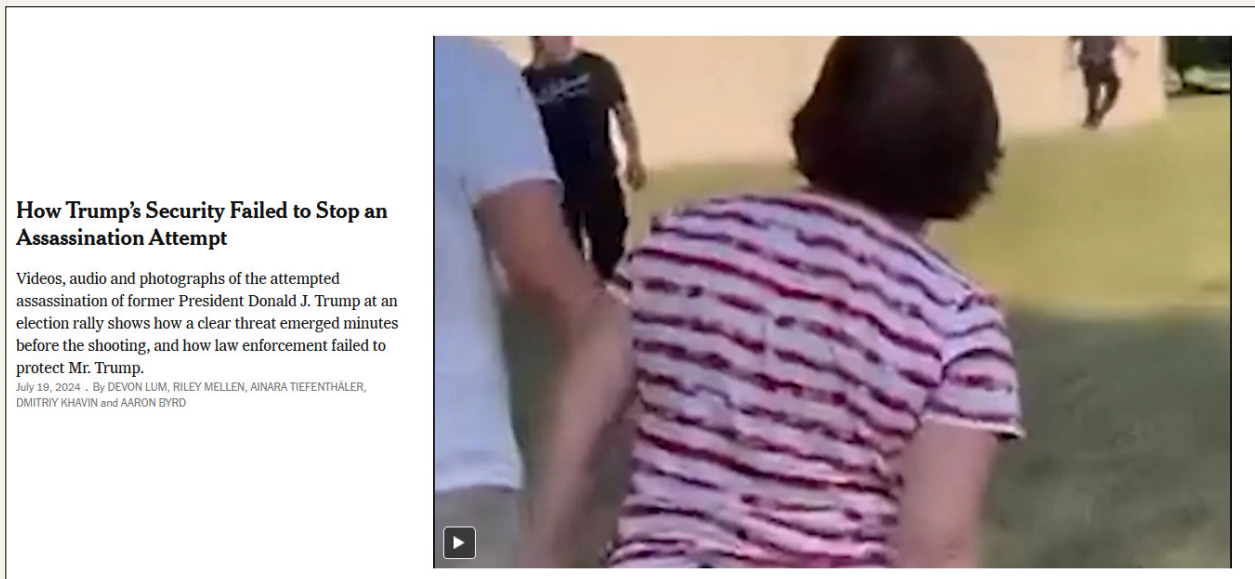 How Trump’s Security Failed to Stop an
Assassination Attempt
Videos, audio and photographs of the attempted
assassination of former President Donald J. Trump at an
election rally shows how a clear threat emerged minutes
before the shooting, and how law enforcement failed to
protect Mr. Trump.
July 19, 2024 . By DEVON LUM, RILEY MELLEN, AINARA TIEFENTHÄLER,
DMITRIY KHAVIN and AARON BYRD